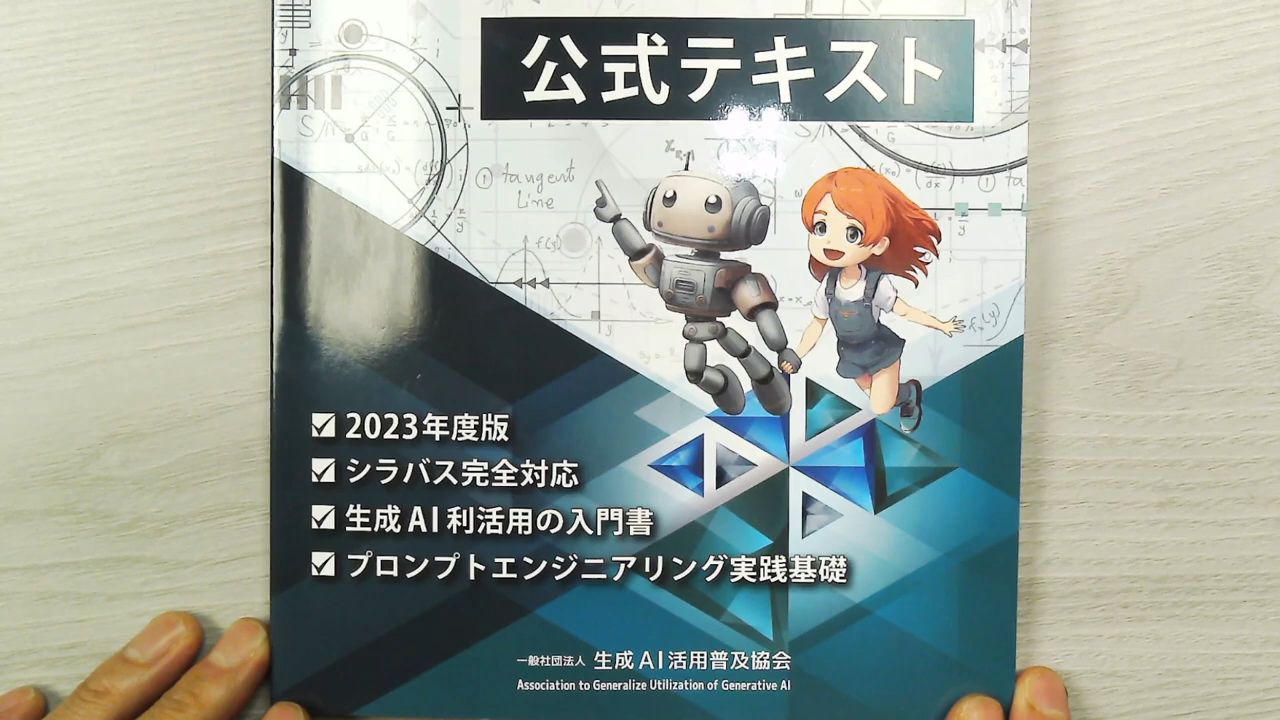 公式テキスト
① tangent
Line
f(x)
2023年度版
シラバス完全対応
生成AI利活用の入門書
プロンプトエンジニアリング実践基礎
一般社団法人 生成AI活用普及協会
Association to Generalize Utilization of Generative AI